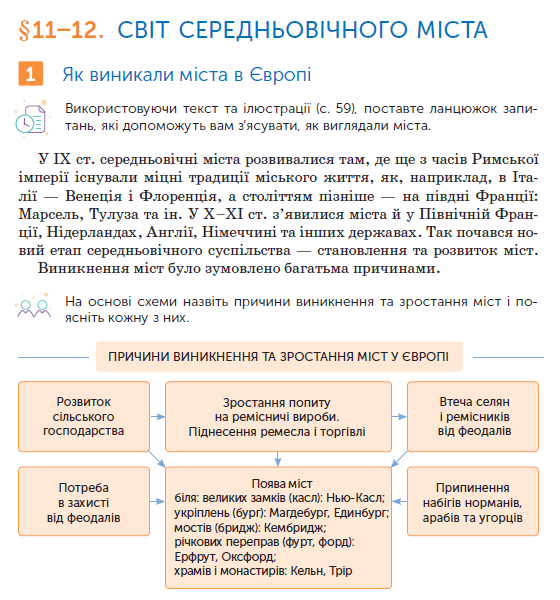 §11–12. СВІТ СЕРЕДНЬОВІЧНОГО МІСТА
1 Як виникали міста в Європі
Використовуючи текст та ілюстрації (с. 59), поставте ланцюжок запи-
тань, які допоможуть вам з’ясувати, як виглядали міста.
У IX ст. середньовічні міста розвивалися там, де ще з часів Римської
імперії існували міцні традиції міського життя, як, наприклад, в Іта-
лії — Венеція і Флоренція, а століттям пізніше — на півдні Франції:
Марсель, Тулуза та ін. У X–XI ст. з’явилися міста й у Північній Фран-
ції, Нідерландах, Англії, Німеччині та інших державах. Так почався но-
вий етап середньовічного суспільства — становлення та розвиток міст.
Виникнення міст було зумовлено багатьма причинами.
На основі схеми назвіть причини виникнення та зростання міст і по-
ясніть кожну з них.
ПРИЧИНИ ВИНИКНЕННЯ ТА ЗРОСТАННЯ МІСТ У ЄВРОПІ
Розвиток
сільського
господарства
Зростання попиту
на ремісничі вироби.
Піднесення ремесла і торгівлі
Втеча селян
і ремісників
від феодалів
Потреба
в захисті
від феодалів
Поява міст
біля: великих замків (касл): Нью-Касл;
укріплень (бург): Магдебург, Единбург;
мостів (бридж): Кембридж;
річкових переправ (фурт, форд):
Ерфрут, Оксфорд;
храмів і монастирів: Кельн, Трір
Припинення
набігів норманів,
арабів та угорців